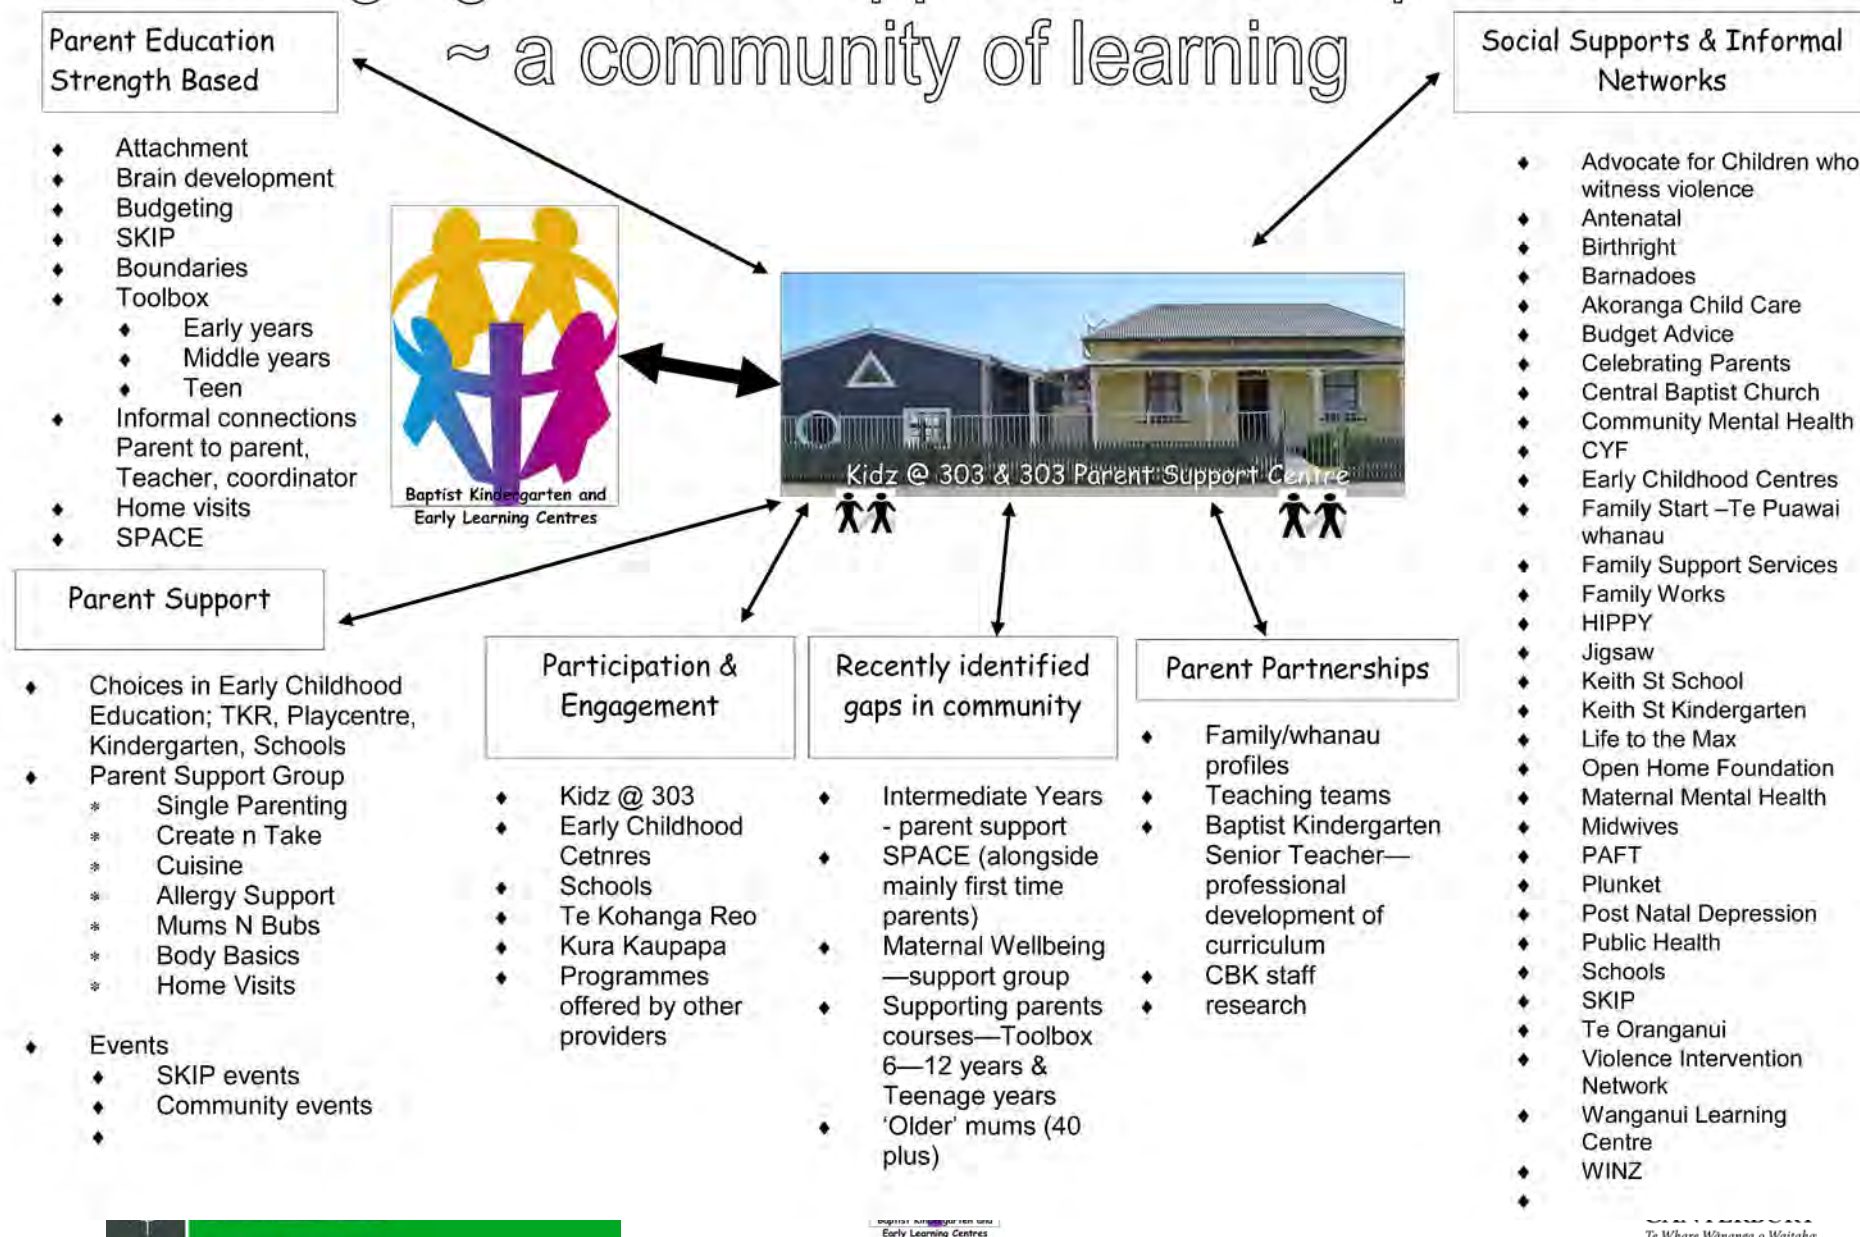 ~ a community of learning
Parent Education
Strength Based
Attachment
Brain development
Budgeting
SKIP
Boundaries
Toolbox
Early years
Middle years
Teen
Informal connections
Parent to parent,
Teacher, coordinator
Home visits
SPACE
Baptist Kindergarten and
Early Learning Centres
Kidz @ 303 & 303 Parent Support Centre
Parent Support
Choices in Early Childhood
Education; TKR, Playcentre,
Kindergarten, Schools
Parent Support Group
Single Parenting
Create n Take
Cuisine
Allergy Support
Mums N Bubs
Body Basics
Home Visits
Events
SKIP events
Community events
Participation &
Engagement
Kidz @ 303
Early Childhood
Cetnres
Schools
Te Kohanga Reo
Kura Kaupapa
Programmes
offered by other
providers
Recently identified
gaps in community
Intermediate Years
- parent support
SPACE (alongside
mainly first time
parents)
Maternal Wellbeing
—support group
Supporting parents
courses—Toolbox
6—12 years &
Teenage years
‘Older’ mums (40
plus)
Parent Partnerships
Family/whanau
profiles
Teaching teams
Baptist Kindergarten
Senior Teacher—
professional
development of
curriculum
CBK staff
research
Social Supports & Informal
Networks
Advocate for Children who
witness violence
Antenatal
Birthright
Barnadoes
Akoranga Child Care
Budget Advice
Celebrating Parents
Central Baptist Church
Community Mental Health
CYF
Early Childhood Centres
Family Start –Te Puawai
whanau
Family Support Services
Family Works
HIPPY
Jigsaw
Keith St School
Keith St Kindergarten
Life to the Max
Open Home Foundation
Maternal Mental Health
Midwives
PAFT
Plunket
Post Natal Depression
Public Health
Schools
SKIP
Te Oranganui
Violence Intervention
Network
Wanganui Learning
Centre
WINZ
Baptist Kindergarten and
Early Learning Centres
CANTERBURY
Te Whare Wānanga o Waitaha